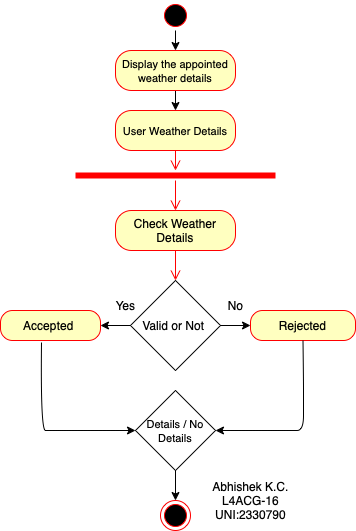 Display the appointed
weather details
User Weather Details
Check Weather
Details
Yes
No
Accepted
Valid or Not
Rejected
Details / No
Details
Abhishek K.C.
L4ACG-16
UNI:2330790